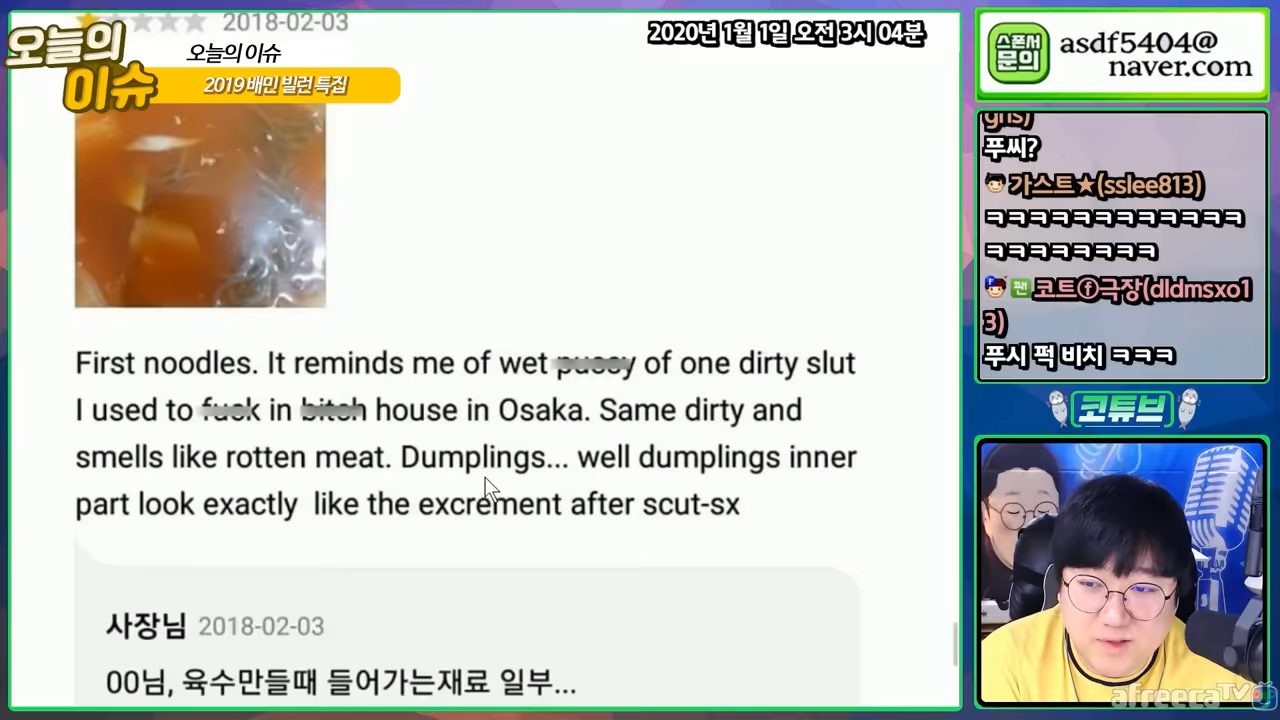 2018-02-03
오늘의
이슈
오늘의 이슈
2019 배민 빌런 특집
2020년 1월 1일 오전 3시 04분
스폰서
문의
asdf5404@
naver.com
First noodles. It reminds me of wet pussy of one dirty slut
I used to fuck in bitch house in Osaka. Same dirty and
smells like rotten meat. Dumplings... well dumplings inner
part look exactly like the excrement after scut-sx
사장님 2018-02-03
00님, 육수만들때 들어가는재료 일부...
gns)
푸씨?
가스트★(sslee813)
ㅋㅋㅋㅋㅋㅋㅋㅋㅋㅋㅋㅋ
ㅋㅋㅋㅋㅋㅋㅋㅋ
팬 코트ⓕ극장(dldmsxo1
3)
푸시 퍽 비치 ㅋㅋㅋ
코튜브
afreecaTV